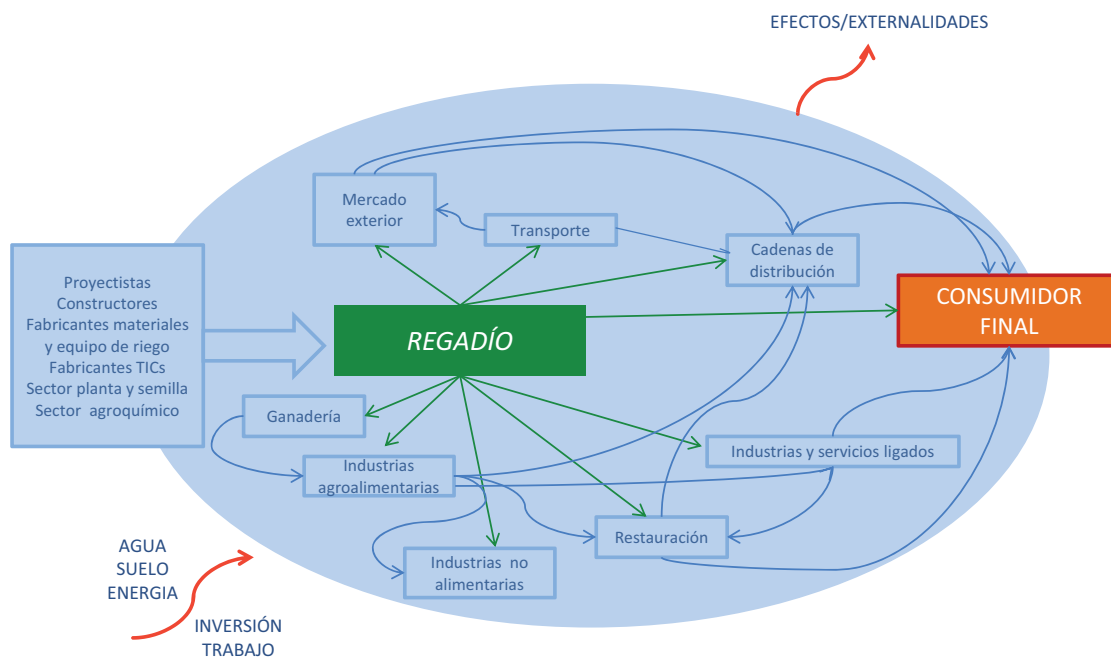 EFECTOS/EXTERNALIDADES
Mercado
exterior
Transporte
Cadenas de
distribución
Proyectistas
Constructores
Fabricantes materiales
y equipo de riego
Fabricantes TICs
Sector planta y semilla
Sector agroquímico
REGADÍO
CONSUMIDOR
FINAL
Ganadería
Industrias
agroalimentarias
Industrias y servicios ligados
Restauración
Industrias no
alimentarias
AGUA
SUELO
ENERGIA
INVERSIÓN
TRABAJO